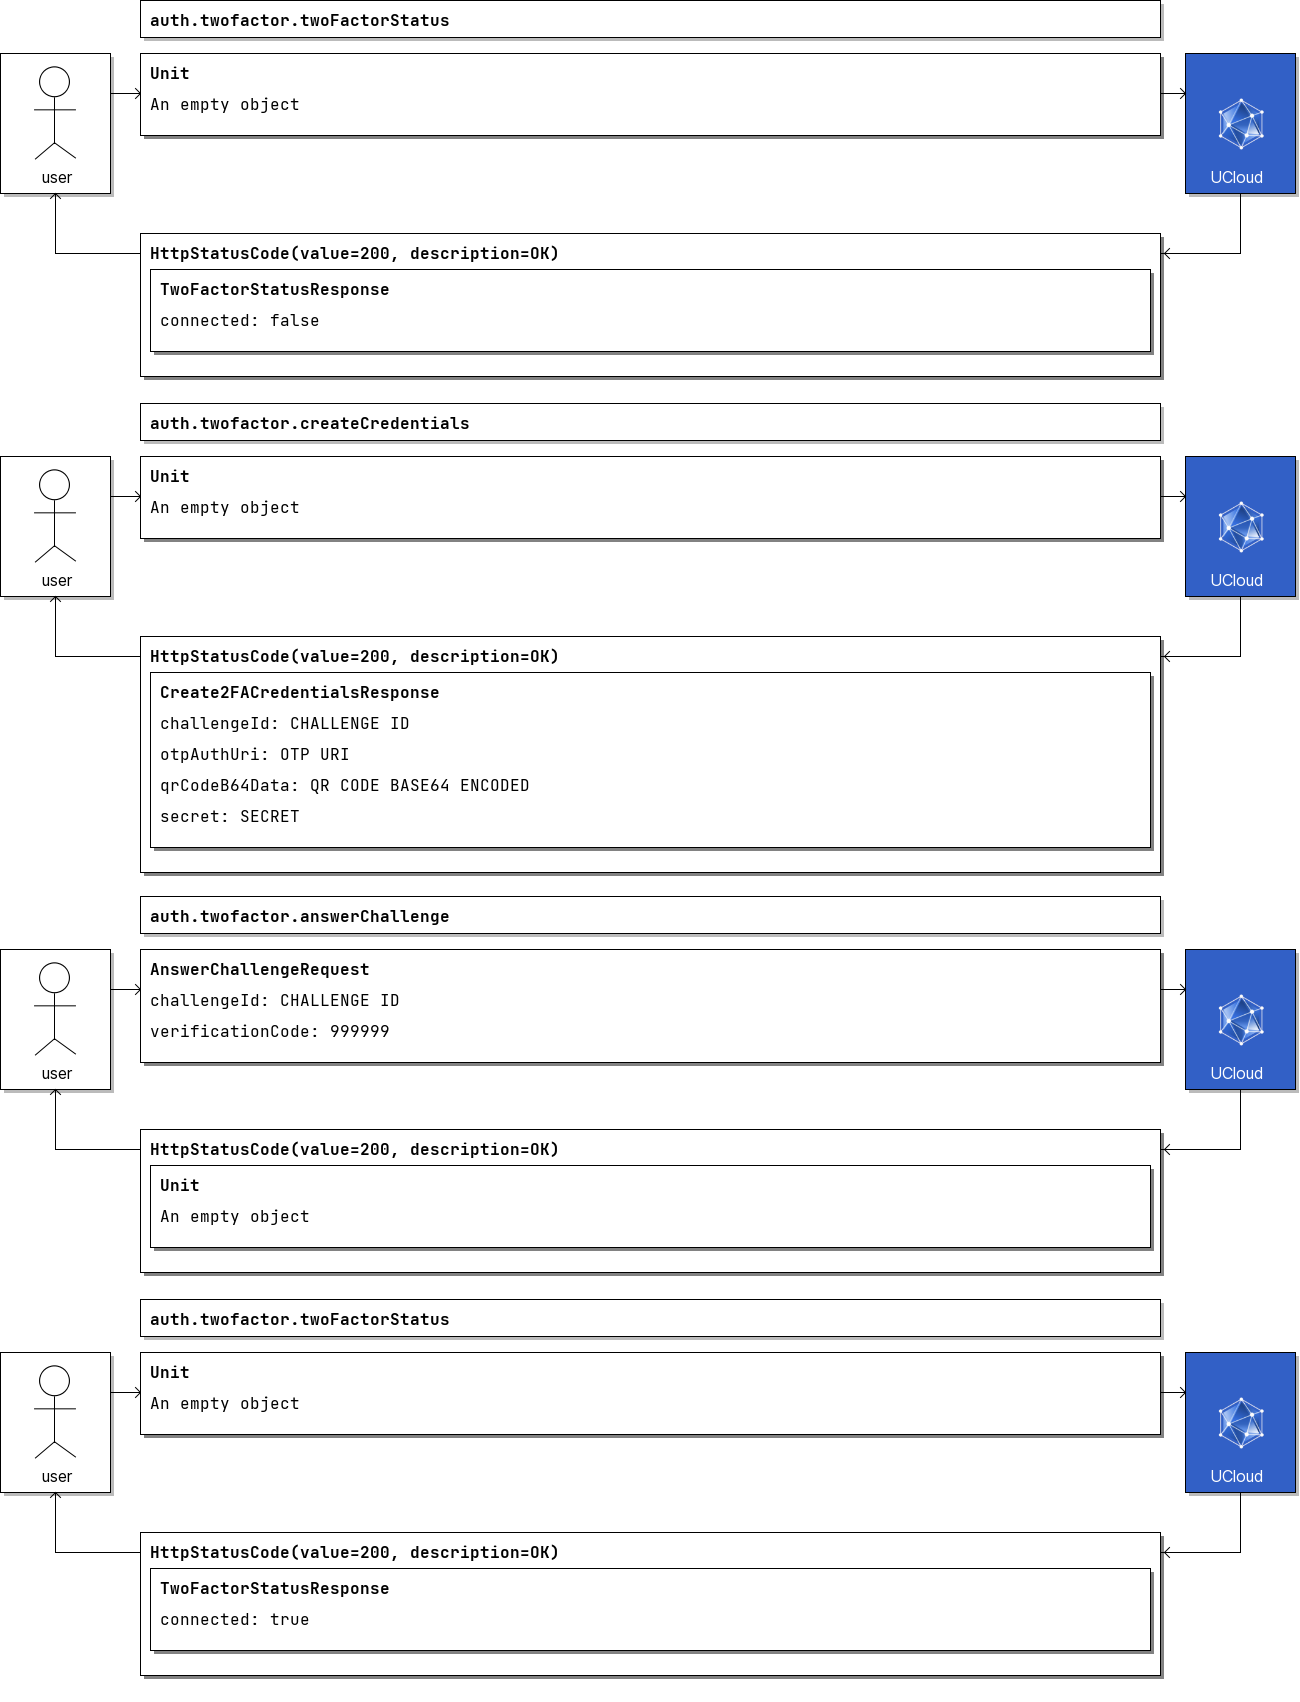 auth.twofactor.twoFactorStatus
Unit
An empty object
user
UCloud
HttpStatusCode(value=200, description=OK)
TwoFactorStatusResponse
connected: false
auth.twofactor.createCredentials
Unit
An empty object
user
UCloud
HttpStatusCode(value=200, description=OK)
Create2FACredentialsResponse
challengeId: CHALLENGE ID
otpAuthUri: OTP URI
qrCodeB64Data: QR CODE BASE64 ENCODED
secret: SECRET
auth.twofactor.answerChallenge
AnswerChallengeRequest
challengeId: CHALLENGE ID
verificationCode: 999999
user
UCloud
HttpStatusCode(value=200, description=OK)
Unit
An empty object
auth.twofactor.twoFactorStatus
Unit
An empty object
user
UCloud
HttpStatusCode(value=200, description=OK)
TwoFactorStatusResponse
connected: true